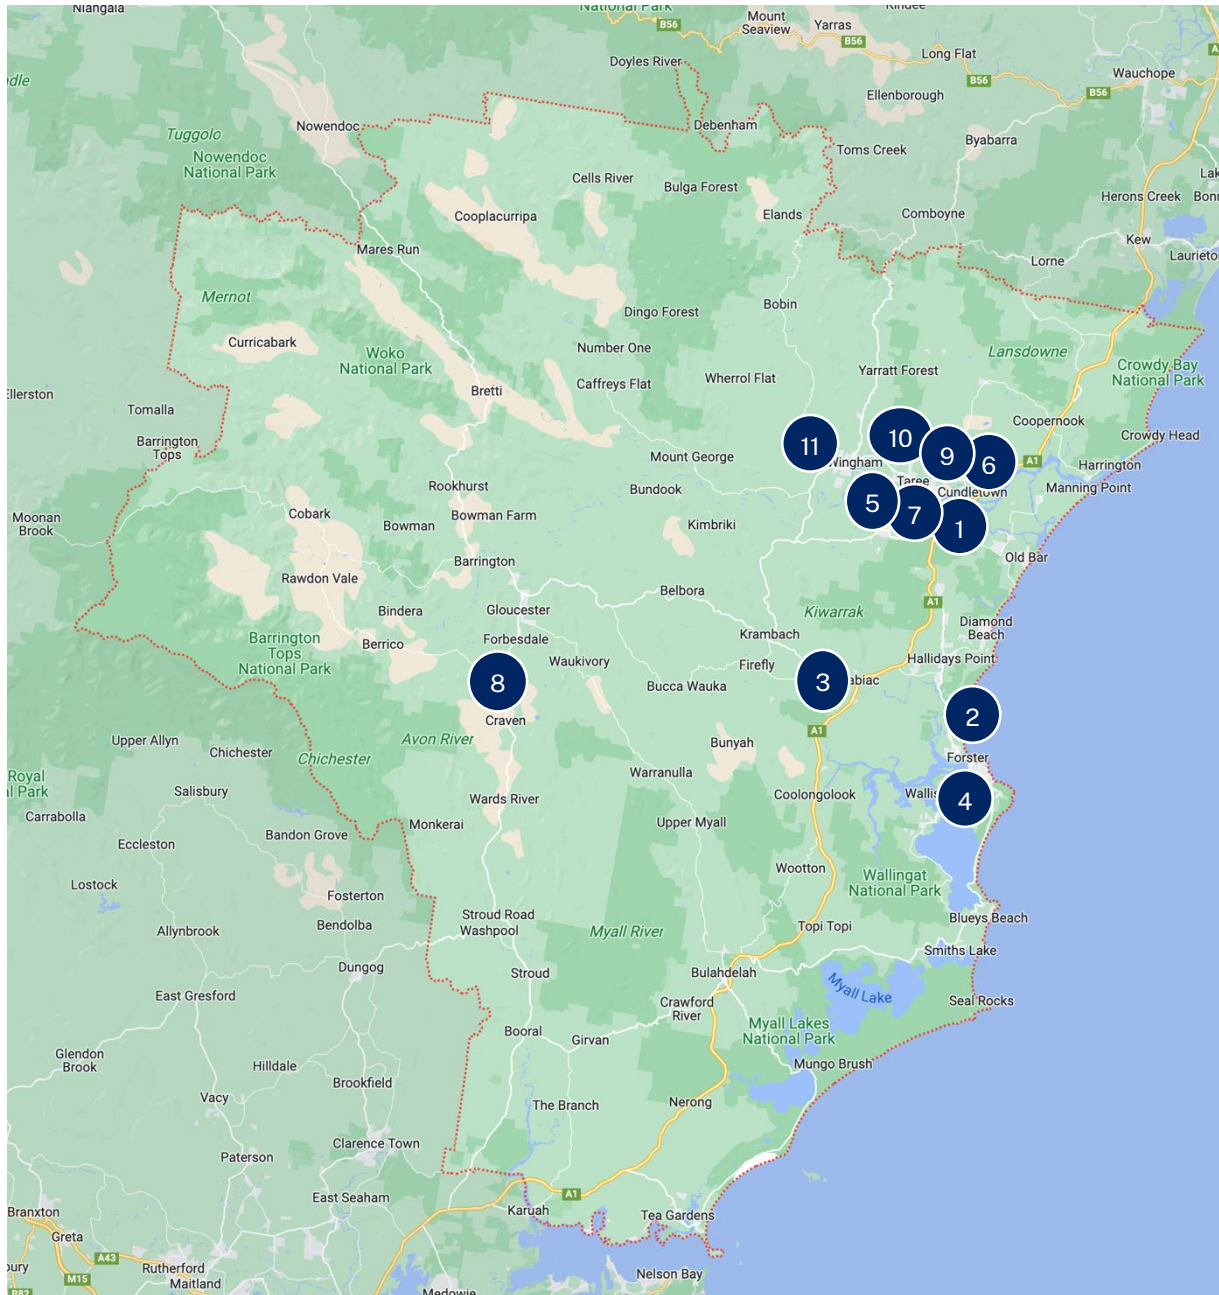 Niangala
National Park
Kindee
B56
Mount
Seaview
Yarras
B56
Long Flat
Doyles River
Wauchope
B56
B56
Ellenborough
Nowendoc
Debenham
Tuggolo
Nowendoc
National Park
Toms Creek
Byabarra
Cells River
Bulga Forest
Herons Creek
Cooplacurripa
Elands
Comboyne
Mares Run
Kew
Lorne
Mernot
Bobin
Dingo Forest
Curricabark
Woko
National Park
Number One
Lansdowne
Crowdy Bay
National Park
Caffreys Flat
Wherrol Flat
Yarratt Forest
Bretti
Tomalla
Barrington
Tops
Coopernook
Crowdy Head
11
10
9
6
A1
Mount George
Wingham
Harrington
Taree
Cundletown
Manning Point
Rookhurst
Bundook
5
7
1
Cobark
Bowman
Bowman Farm
Kimbriki
Moonan
Brook
Old Bar
Barrington
Rawdon Vale
Belbora
A1
Bindera
Gloucester
Kiwarrak
Diamond
Beach
Barrington
Tops
National Park
Berrico
Forbesdale
Krambach
Waukivory
Firefly
Hallidays Point
8
Bucca Wauka
3
abiac
Craven
2
Upper Allyn
Chichester
Avon River
Bunyah
A1
Chichester
Forster
Warranulla
Salisbury
Wards River
Coolongolook
Wallis
4
Carrabolla
Bandon Grove
Monkerai
Upper Myall
Eccleston
Wootton
Wallingat
National Park
Lostock
Fosterton
Stroud Road
Blueys Beach
Allynbrook
Bendolba
Washpool
Myall River
Topi Topi
Smiths Lake
Dungog
Stroud
Bulahdelah
Myall Lake
East Gresford
Crawford
River
Seal Rocks
Booral
Girvan
Myall Lakes
National Park
Glendon
Brook
Hilldale
Mungo Brush
Brookfield
Vacy
The Branch
Nerong
Clarence Town
Paterson
East Seaham
A1
Karuah
Tea Gardens
Branxton
Greta
A43
Rutherford
Maitland
M15
Nelson Bay
B82
Medowie